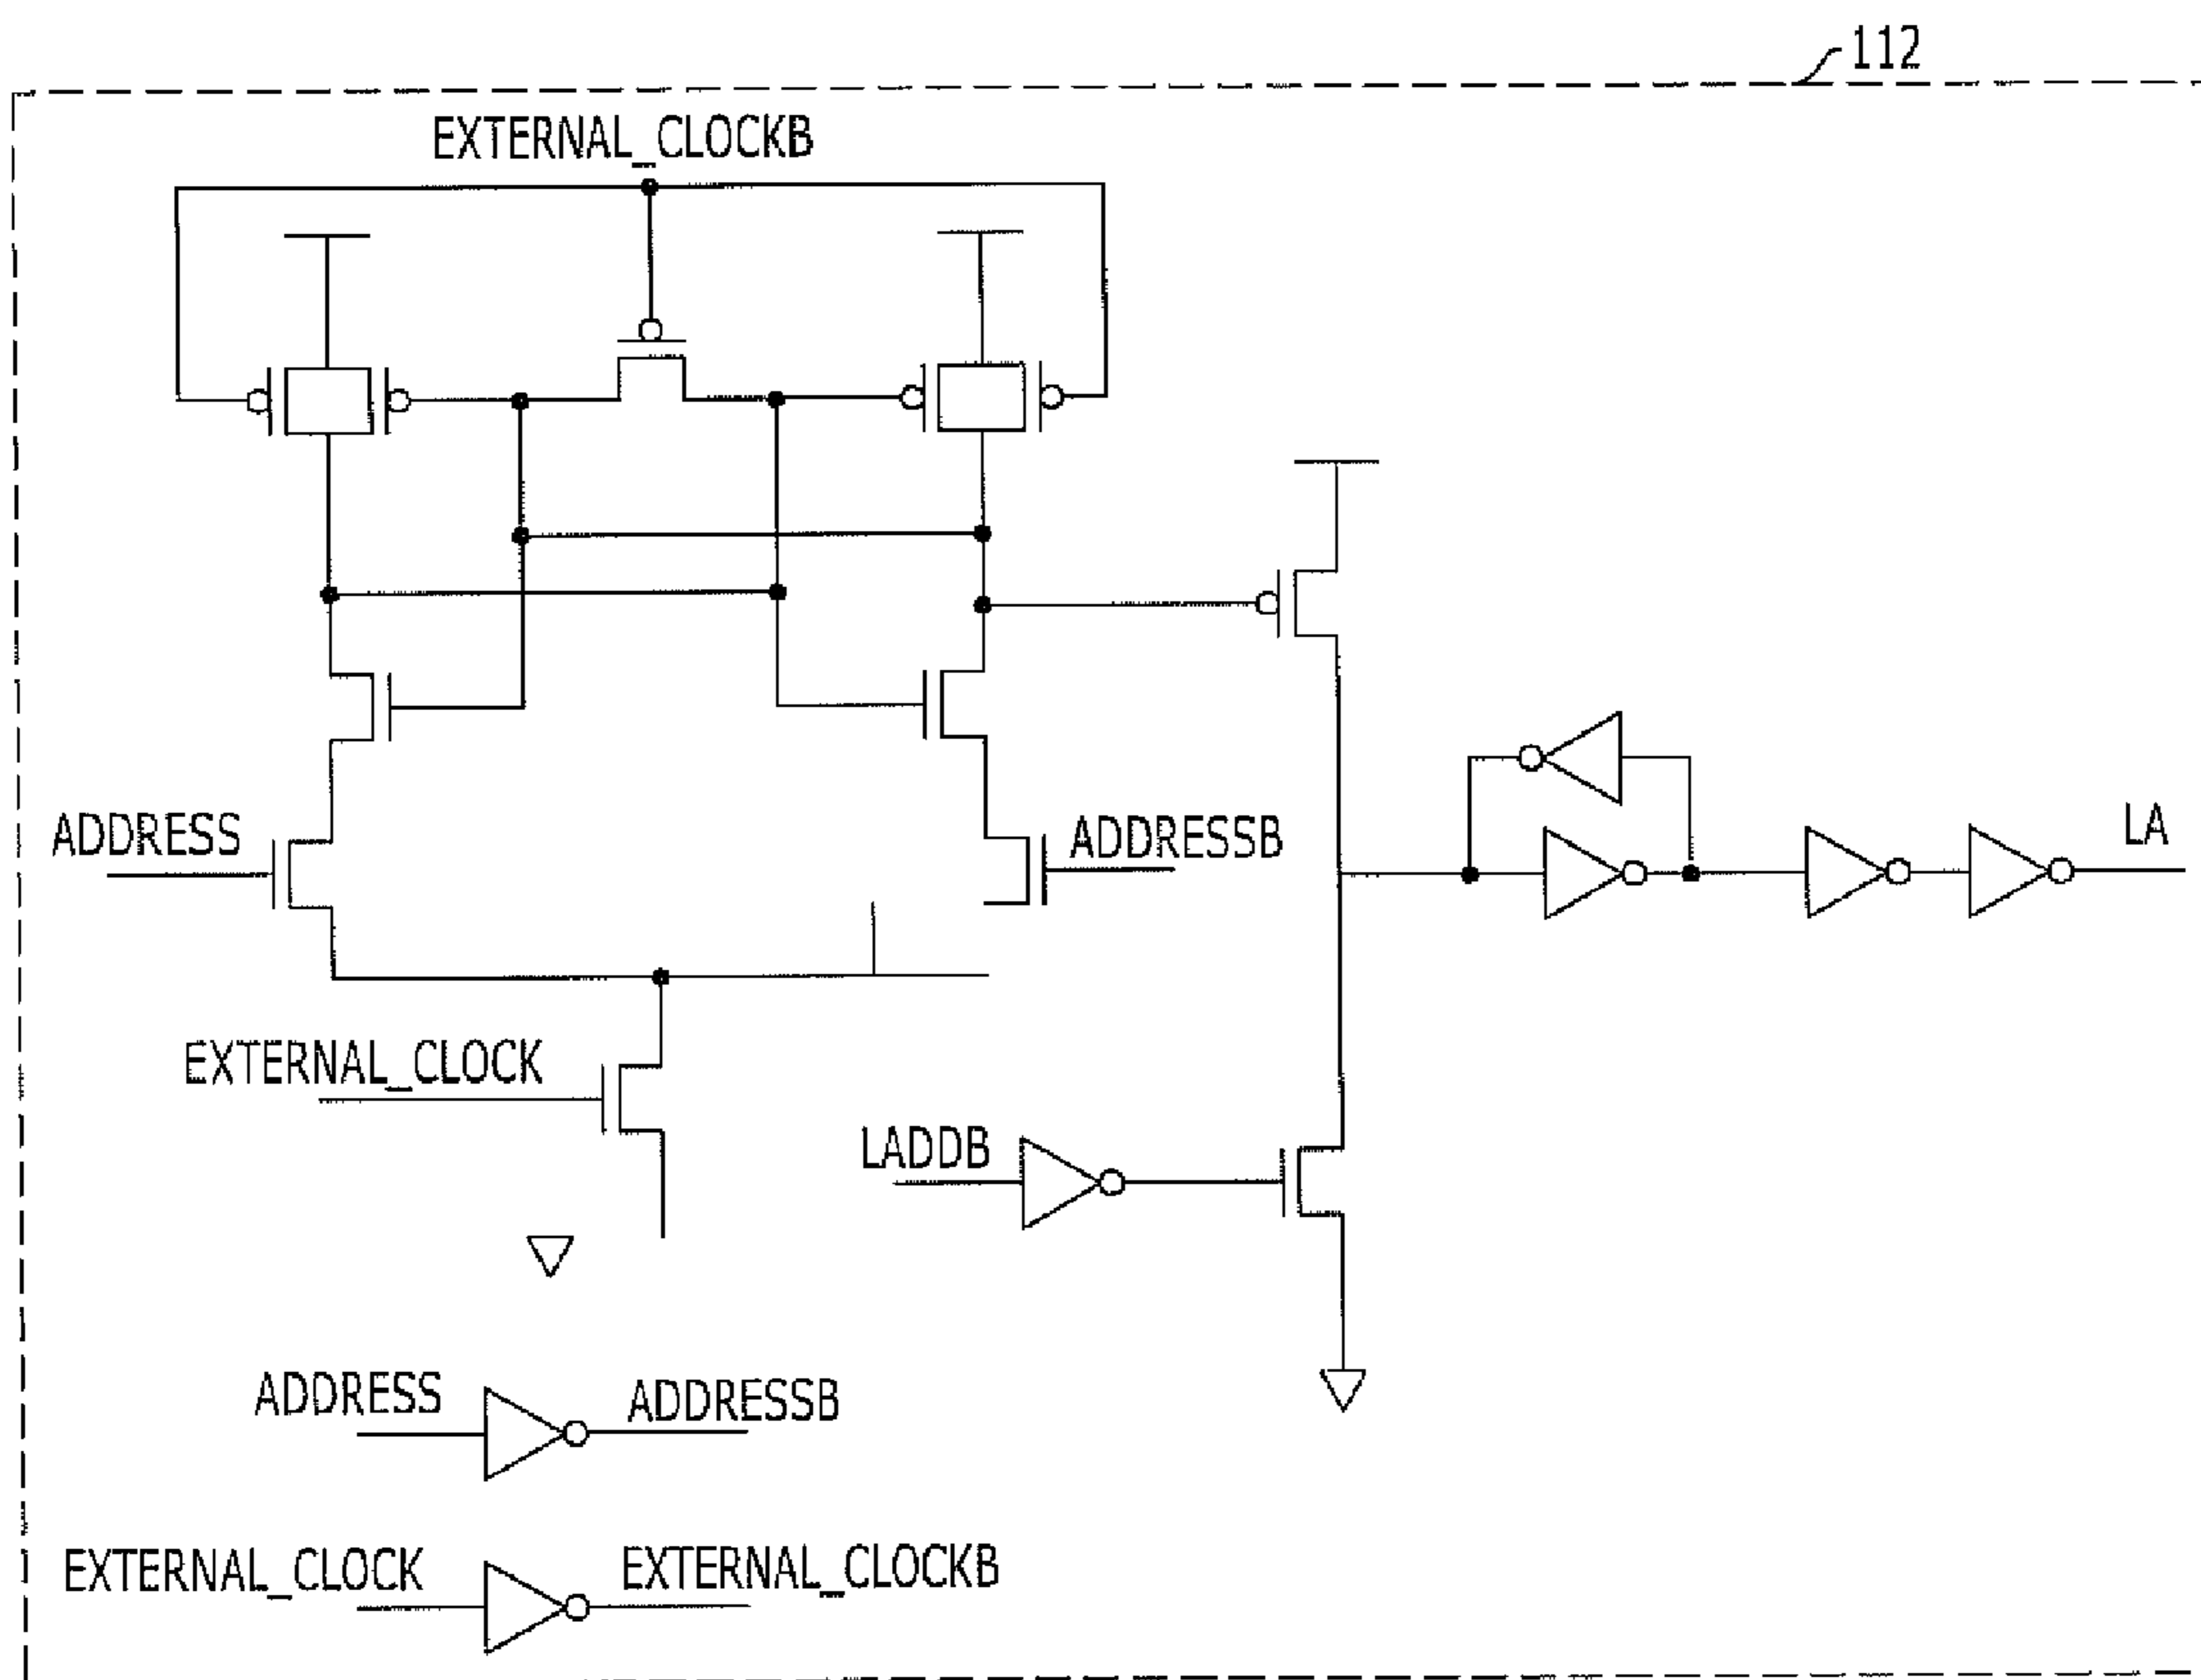 112
EXTERNAL_CLOCKB
ADDRESS
ADDRESSB
LA
EXTERNAL_CLOCK
LADDB
ADDRESS
ADDRESSB
EXTERNAL_CLOCK
EXTERNAL_CLOCKB